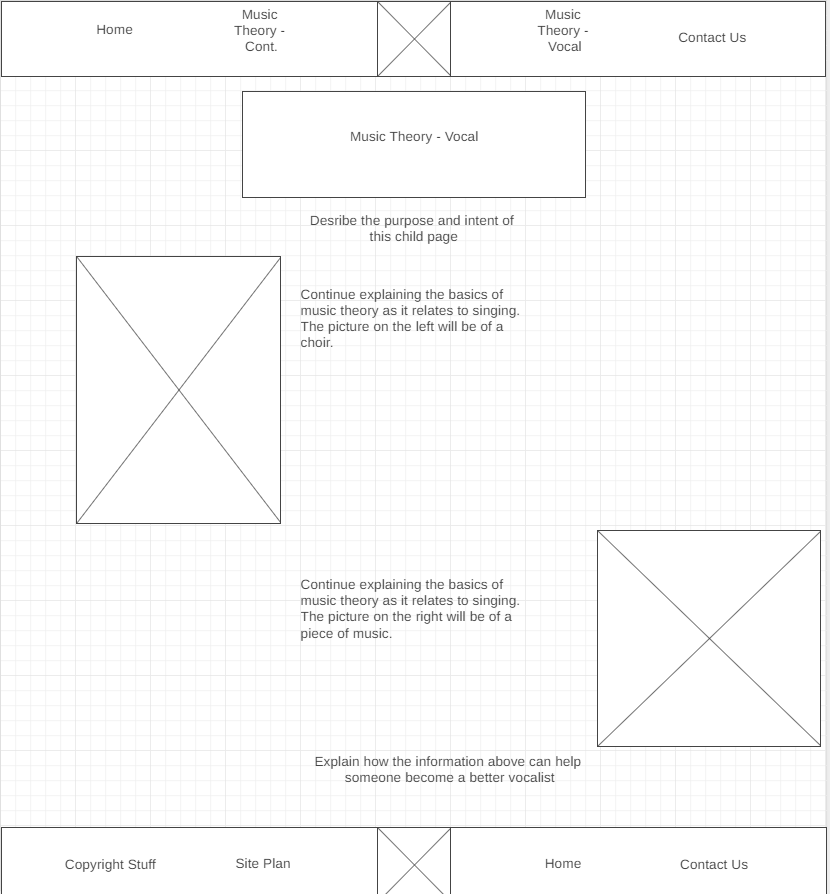 Home
Music
Theory -
Cont.
Music
Theory -
Vocal
Contact Us
Music Theory - Vocal
Desribe the purpose and intent of
this child page
Continue explaining the basics of
music theory as it relates to singing.
The picture on the left will be of a
choir.
Continue explaining the basics of
music theory as it relates to singing.
The picture on the right will be of a
piece of music.
Explain how the information above can help
someone become a better vocalist
Copyright Stuff
Site Plan
Home
Contact Us